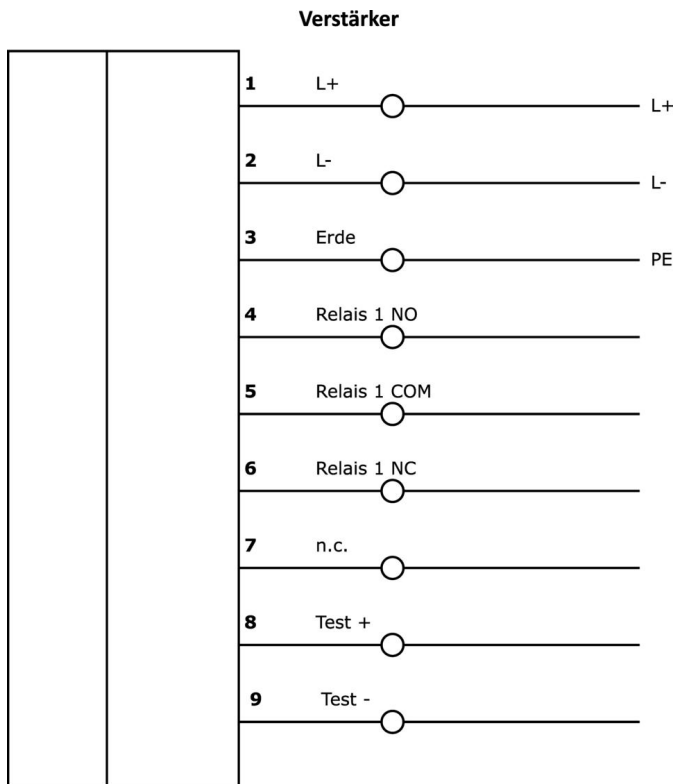 Verstärker
1 L+ L+
2 L- L-
3 Erde PE
4 Relais 1 NO
5 Relais 1 COM
6 Relais 1 NC
7 n.c.
8 Test +
9 Test -